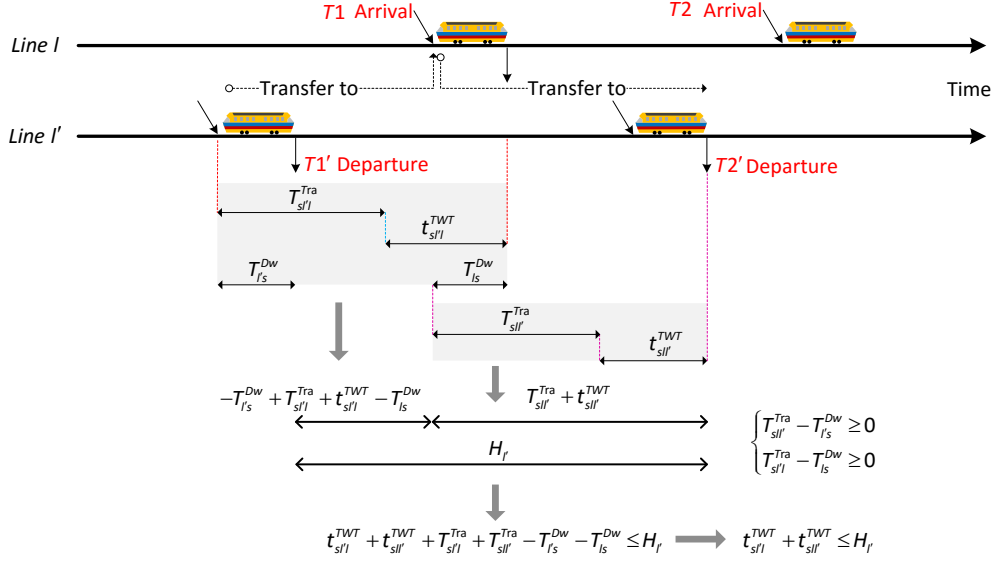 T1 Arrival
T2 Arrival
Line l
Transfer to
Transfer to
Time
Line l'
T1' Departure
T2' Departure
T_{sl'l}^{Tra}
t_{sl'l}^{TWT}
T_{l's}^{Dw}
T_{ls}^{Dw}
T_{sll'}^{Tra}
t_{sll'}^{TWT}
-T_{l's}^{Dw} + T_{sl'l}^{Tra} + t_{sl'l}^{TWT} - T_{ls}^{Dw}
T_{sll'}^{Tra} + t_{sll'}^{TWT}
T_{sll'}^{Tra} - T_{l's}^{Dw} ≥ 0
H_{l'}
T_{sl'l}^{Tra} - T_{ls}^{Dw} ≥ 0
t_{sl'l}^{TWT} + t_{sll'}^{TWT} + T_{sl'l}^{Tra} + T_{sll'}^{Tra} - T_{l's}^{Dw} - T_{ls}^{Dw} ≤ H_{l'}
t_{sl'l}^{TWT} + t_{sll'}^{TWT} ≤ H_{l'}